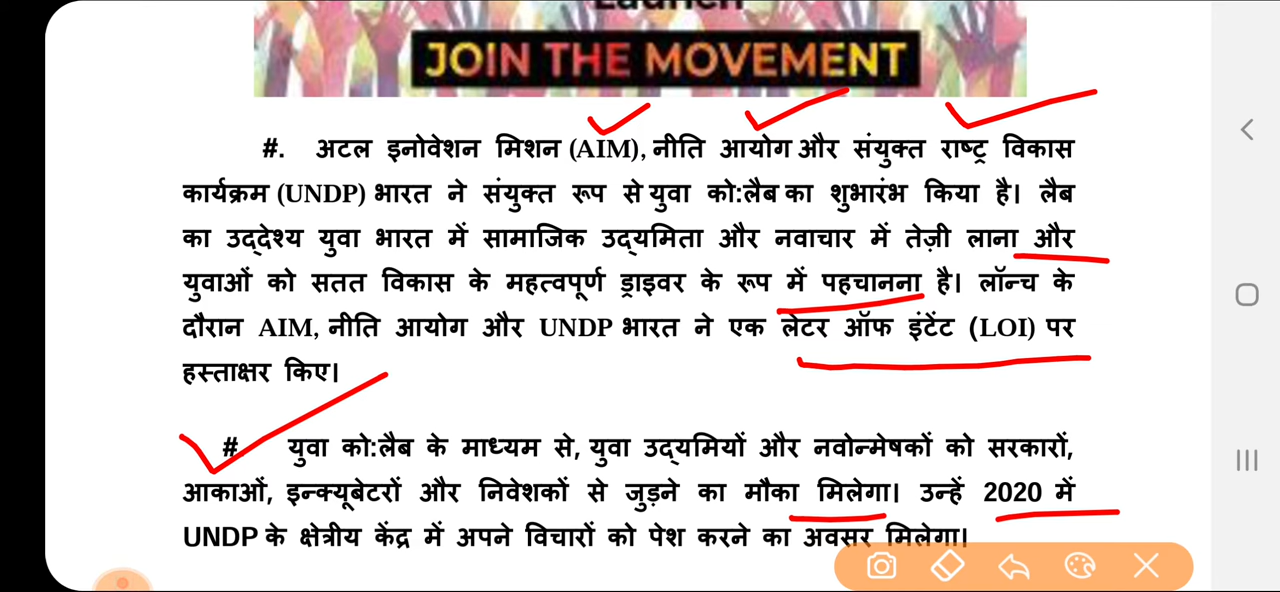 Launch
JOIN THE MOVEMENT
#. अटल इनोवेशन मिशन (AIM), नीति आयोग और संयुक्त राष्ट्र विकास
कार्यक्रम (UNDP) भारत ने संयुक्त रूप से युवा को:लैब का शुभारंभ किया है। लैब
का उद्देश्य युवा भारत में सामाजिक उद्यमिता और नवाचार में तेज़ी लाना और
युवाओं को सतत विकास के महत्वपूर्ण ड्राइवर के रूप में पहचानना है। लॉन्च के
दौरान AIM, नीति आयोग और UNDP भारत ने एक लेटर ऑफ इंटेंट (LOI) पर
हस्ताक्षर किए।
# युवा को:लैब के माध्यम से, युवा उद्यमियों और नवोन्मेषकों को सरकारों,
आकाओं, इन्क्यूबेटरों और निवेशकों से जुड़ने का मौका मिलेगा। उन्हें 2020 में
UNDP के क्षेत्रीय केंद्र में अपने विचारों को पेश करने का अवसर मिलेगा।